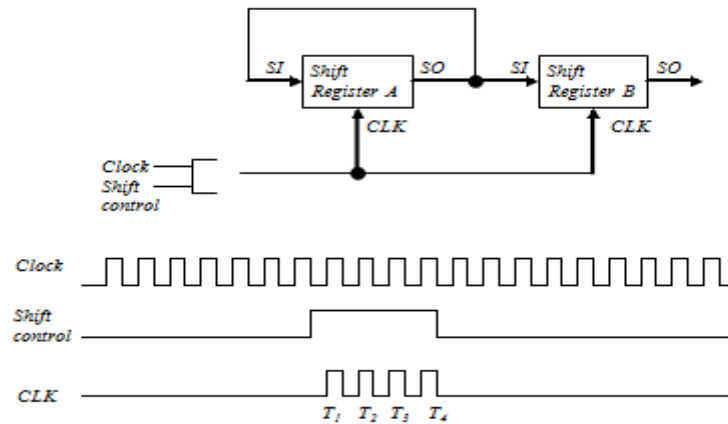 SI Shift Register A SO SI Shift Register B SO
CLK CLK
Clock
Shift control
Clock
Shift control
CLK
T1 T2 T3 T4